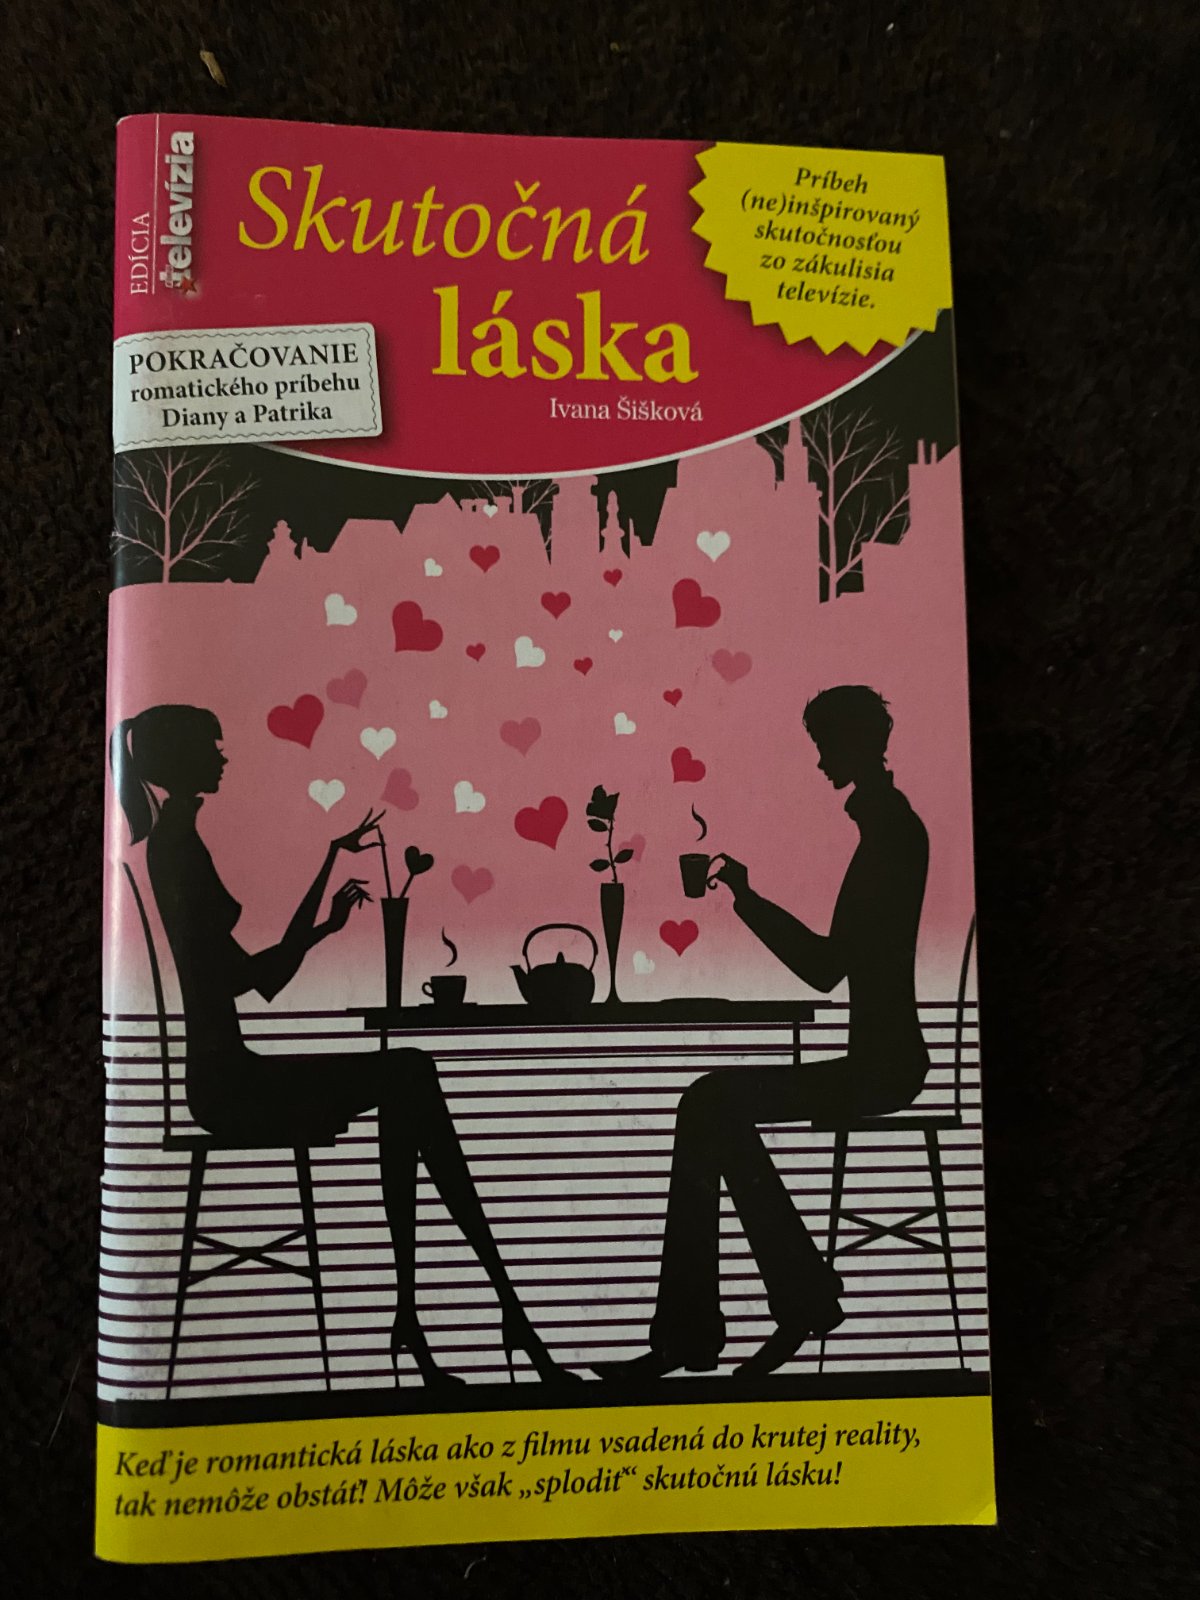 EDÍCIA
televízia
Skutočná
láska
Ivana Šišková
Príbeh
(ne)inšpirovaný
skutočnosťou
zo zákulisia
televízie.
POKRAČOVANIE
romatického príbehu
Diany a Patrika
Keď je romantická láska ako z filmu vsadená do krutej reality,
tak nemôže obstáť! Môže však „splodiť“ skutočnú lásku!